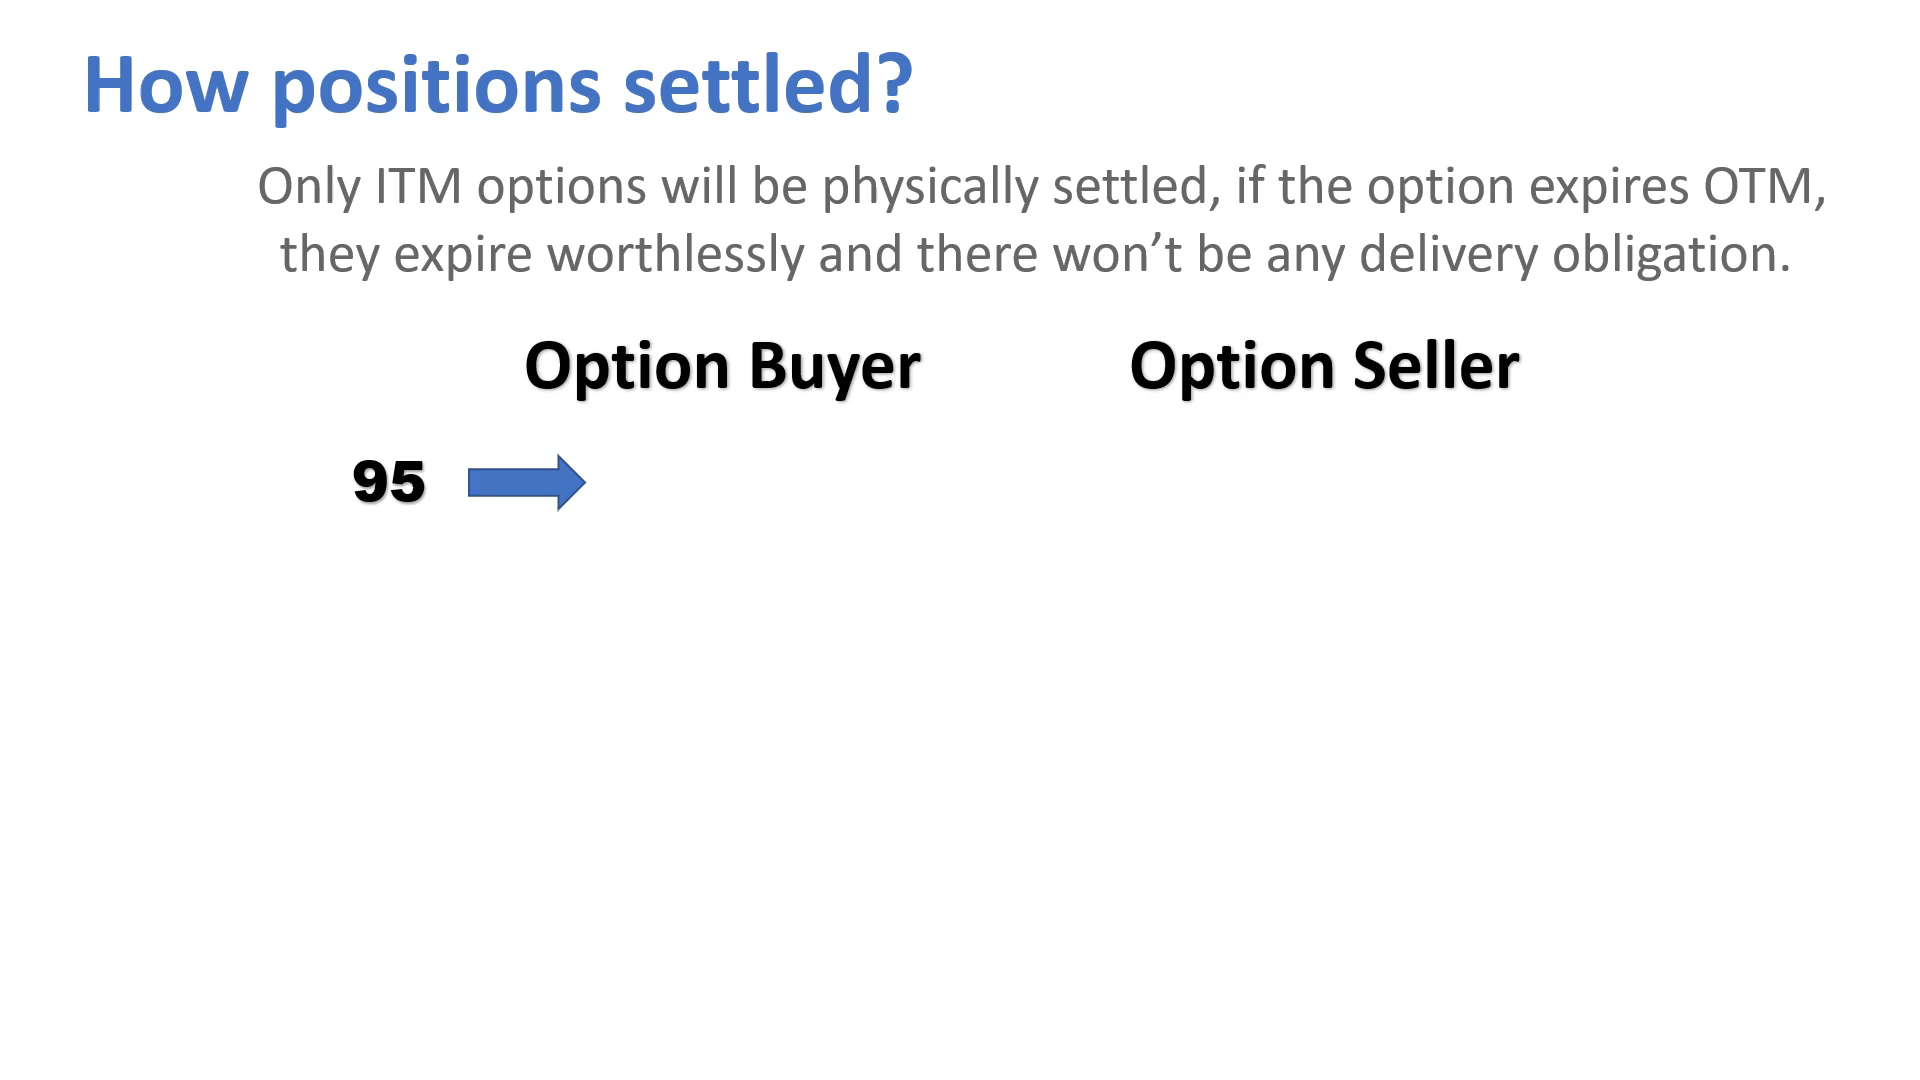 How positions settled?
Only ITM options will be physically settled, if the option expires OTM,
they expire worthlessly and there won’t be any delivery obligation.
Option Buyer Option Seller
95